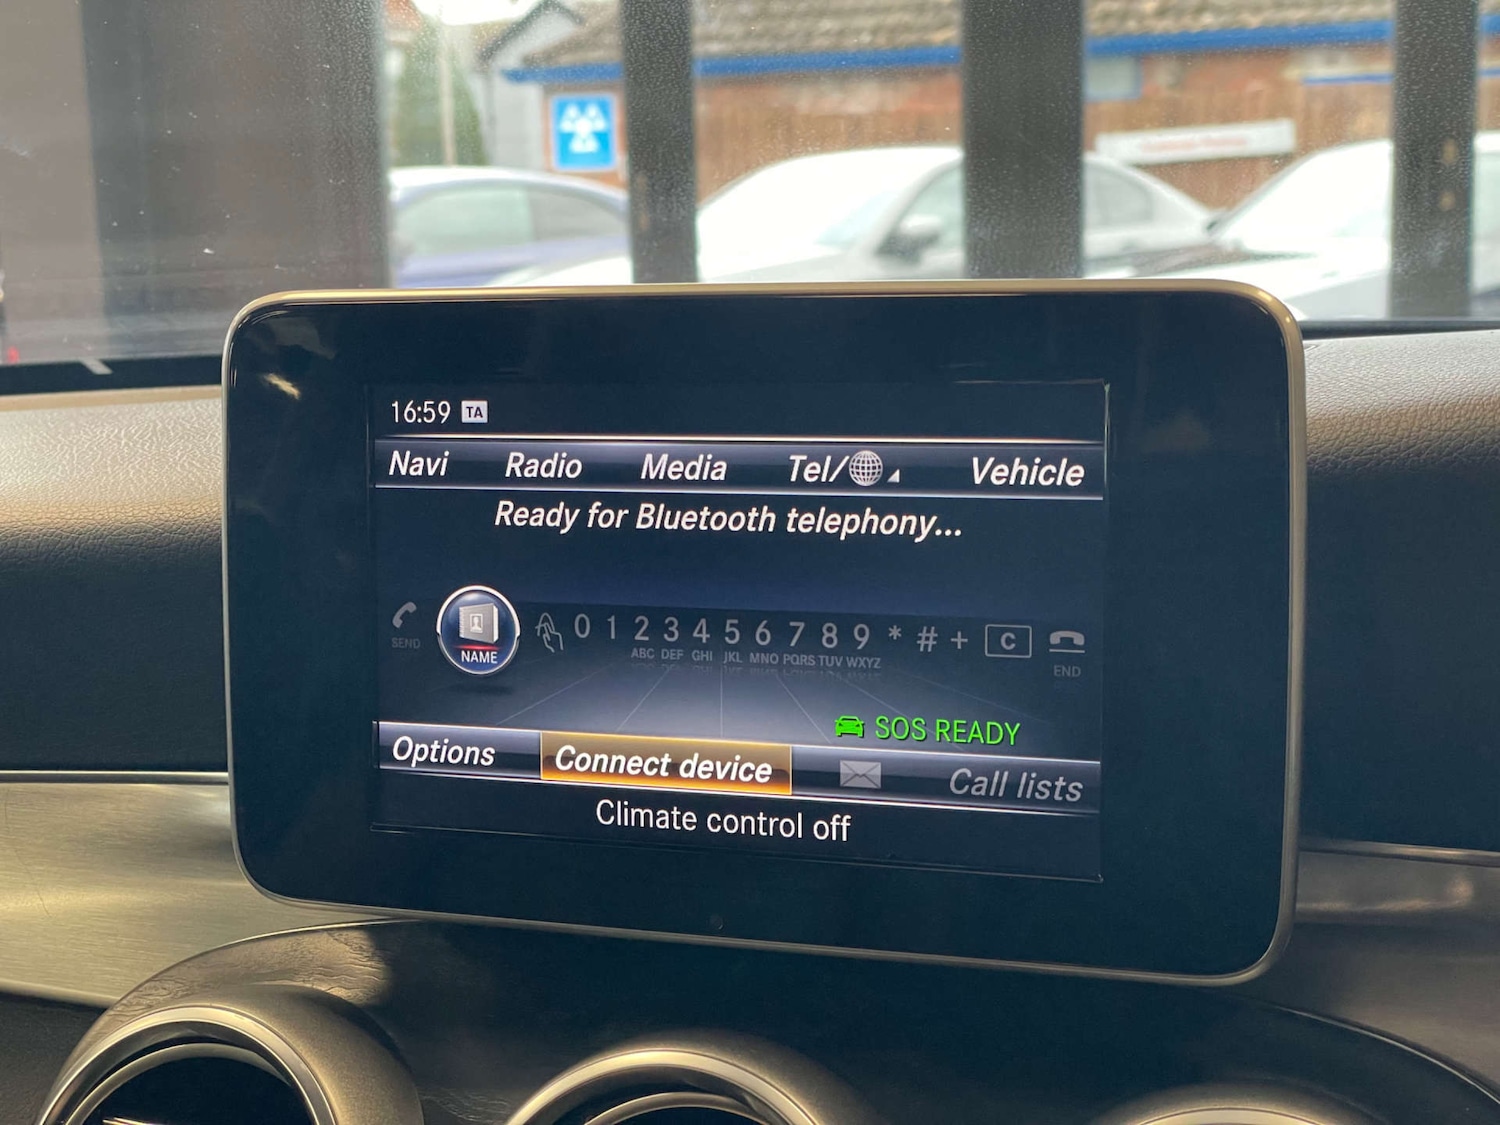 16:59 TA
Navi Radio Media Tel/ Vehicle
Ready for Bluetooth telephony...
SEND NAME 0 1 2 3 4 5 6 7 8 9 * # + C END
ABC DEF GHI JKL MNO PQRS TUV WXYZ
SOS READY
Options Connect device Call lists
Climate control off